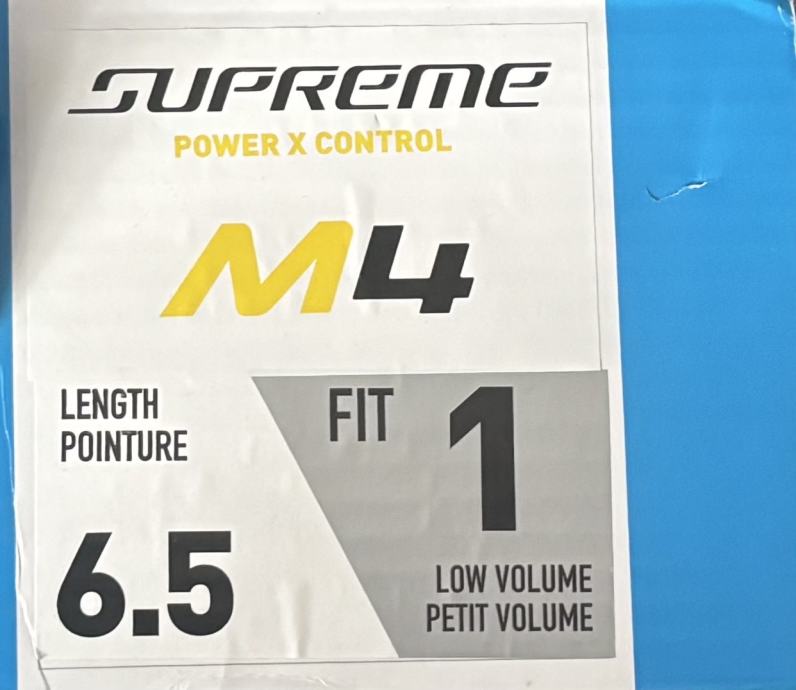 SUPREME
POWER X CONTROL
M4
LENGTH
POINTURE
6.5
FIT 1
LOW VOLUME
PETIT VOLUME